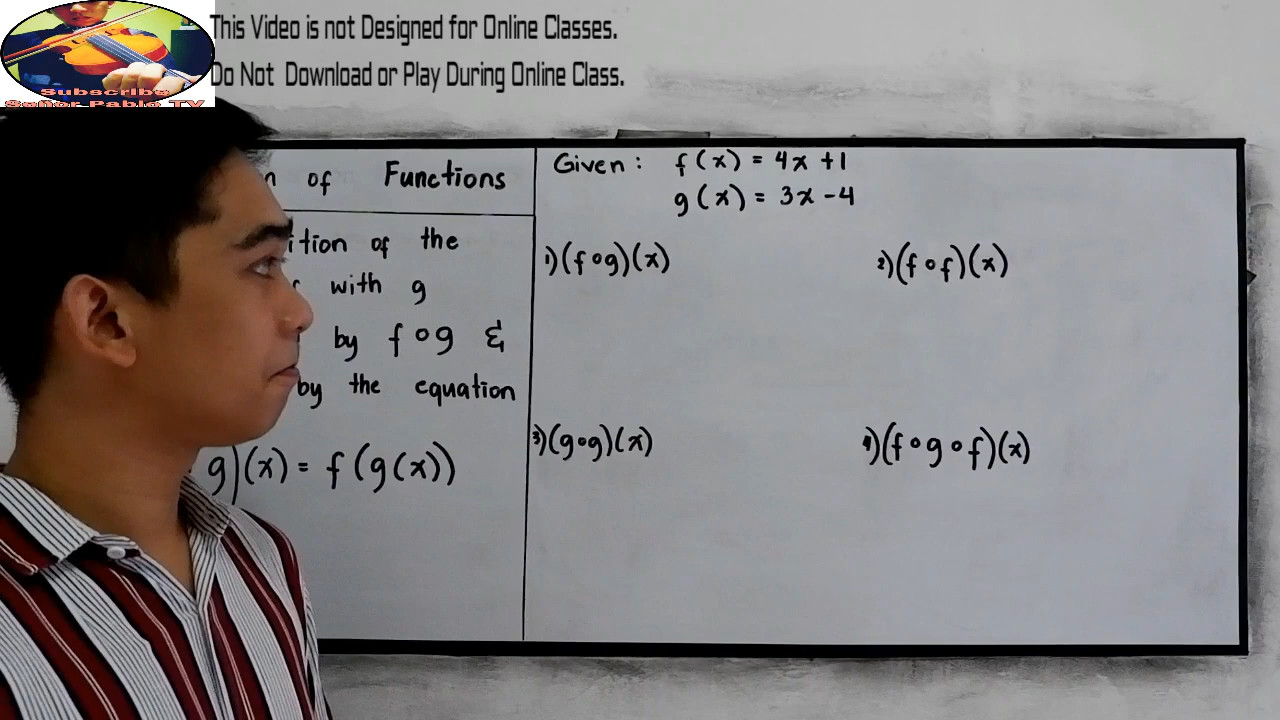 This Video is not Designed for Online Classes.
Do Not Download or Play During Online Class.
Subscribe
Señor Pablo TV
n of Functions
ition of the
with g
by f∘g &
by the equation
g)(x) = f(g(x))
Given: f(x) = 4x +1
g(x) = 3x -4
1)(f∘g)(x)
2)(f∘f)(x)
3)(g∘g)(x)
4)(f∘g∘f)(x)